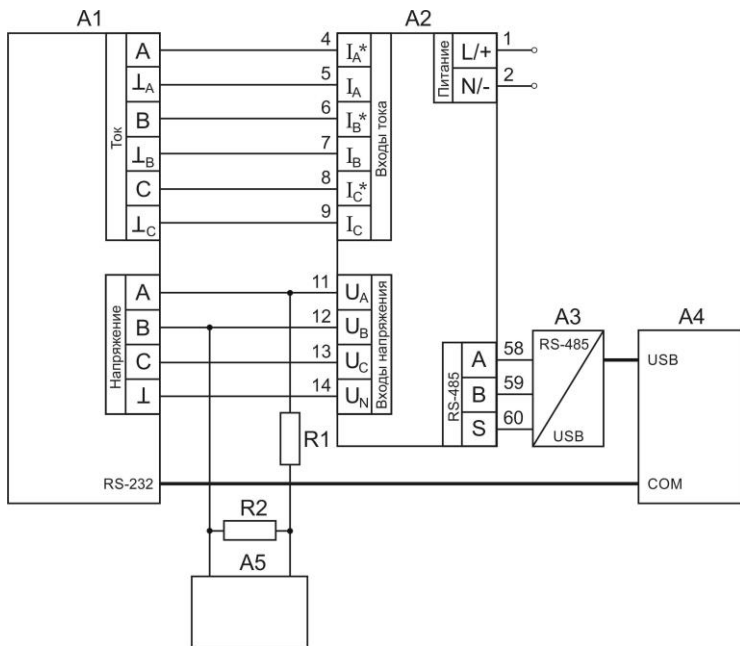 A1
Ток
A
⊥A
B
⊥B
C
⊥C
Напряжение
A
B
C
⊥
RS-232
4
5
6
7
8
9
11
12
13
14
A2
IA*
IA
IB*
IB
IC*
IC
Входы тока
UA
UB
UC
UN
Входы напряжения
Питание
L/+
N/-
1
2
RS-485
A
B
S
58
59
60
A3
RS-485
USB
A4
USB
COM
R1
R2
A5